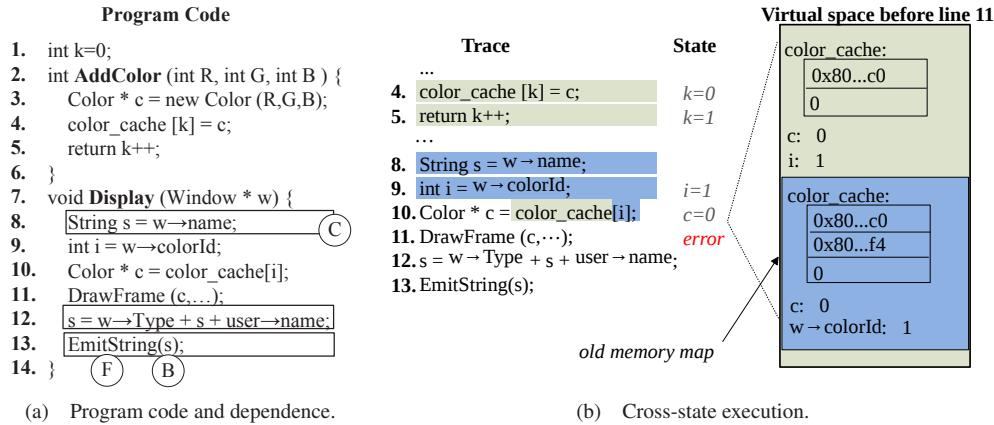 Program Code
1. int k=0;
2. int AddColor (int R, int G, int B ) {
3. Color * c = new Color (R,G,B);
4. color_cache [k] = c;
5. return k++;
6. }
7. void Display (Window * w) {
8. String s = w→name;
C
9. int i = w→colorId;
10. Color * c = color_cache[i];
11. DrawFrame (c,...);
12. s = w→Type + s + user→name;
13. EmitString(s);
14. }
F
B
(a) Program code and dependence.
Trace State
...
4. color_cache [k] = c; k=0
5. return k++; k=1
...
8. String s = w→name;
9. int i = w→colorId; i=1
10. Color * c = color_cache[i]; c=0
11. DrawFrame (c,⋯); error
12. s = w→Type + s + user→name;
13. EmitString(s);
old memory map
Virtual space before line 11
color_cache:
0x80...c0
0
c: 0
i: 1
color_cache:
0x80...c0
0x80...f4
0
c: 0
w→colorId: 1
(b) Cross-state execution.